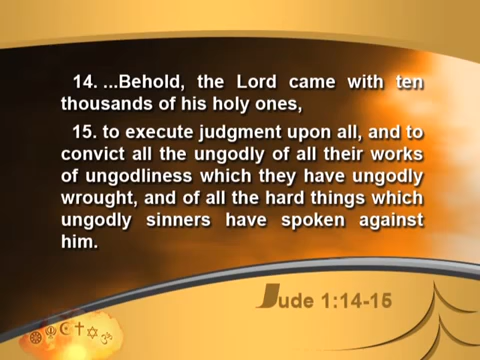 14. ...Behold, the Lord came with ten
thousands of his holy ones,
15. to execute judgment upon all, and to
convict all the ungodly of all their works
of ungodliness which they have ungodly
wrought, and of all the hard things which
ungodly sinners have spoken against
him.
Jude 1:14-15